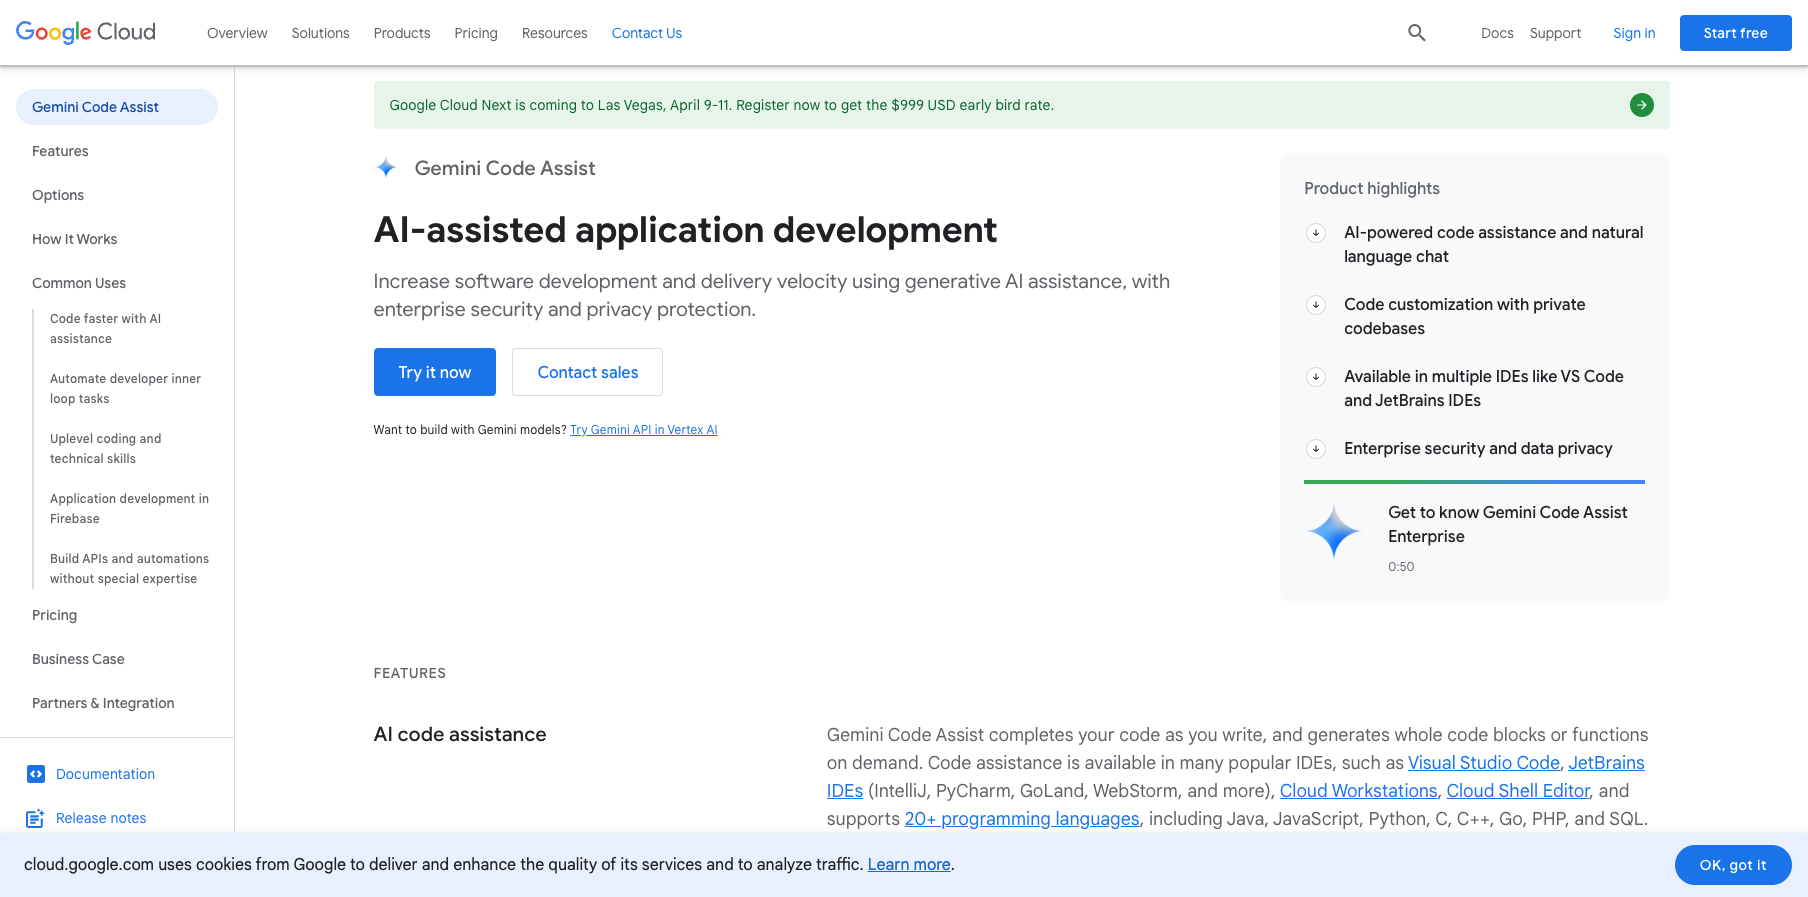 Google Cloud
Overview
Solutions
Products
Pricing
Resources
Contact Us
Docs
Support
Sign in
Start free
Gemini Code Assist
Features
Options
How It Works
Common Uses
Code faster with AI
assistance
Automate developer inner
loop tasks
Uplevel coding and
technical skills
Application development in
Firebase
Build APIs and automations
without special expertise
Pricing
Business Case
Partners & Integration
Documentation
Release notes
Google Cloud Next is coming to Las Vegas, April 9-11. Register now to get the $999 USD early bird rate.
Gemini Code Assist
AI-assisted application development
Increase software development and delivery velocity using generative AI assistance, with
enterprise security and privacy protection.
Try it now
Contact sales
Want to build with Gemini models? Try Gemini API in Vertex AI
Product highlights
AI-powered code assistance and natural
language chat
Code customization with private
codebases
Available in multiple IDEs like VS Code
and JetBrains IDEs
Enterprise security and data privacy
Get to know Gemini Code Assist
Enterprise
0:50
FEATURES
AI code assistance
Gemini Code Assist completes your code as you write, and generates whole code blocks or functions
on demand. Code assistance is available in many popular IDEs, such as Visual Studio Code, JetBrains
IDEs (IntelliJ, PyCharm, GoLand, WebStorm, and more), Cloud Workstations, Cloud Shell Editor, and
supports 20+ programming languages, including Java, JavaScript, Python, C, C++, Go, PHP, and SQL.
cloud.google.com uses cookies from Google to deliver and enhance the quality of its services and to analyze traffic. Learn more.
OK, got it